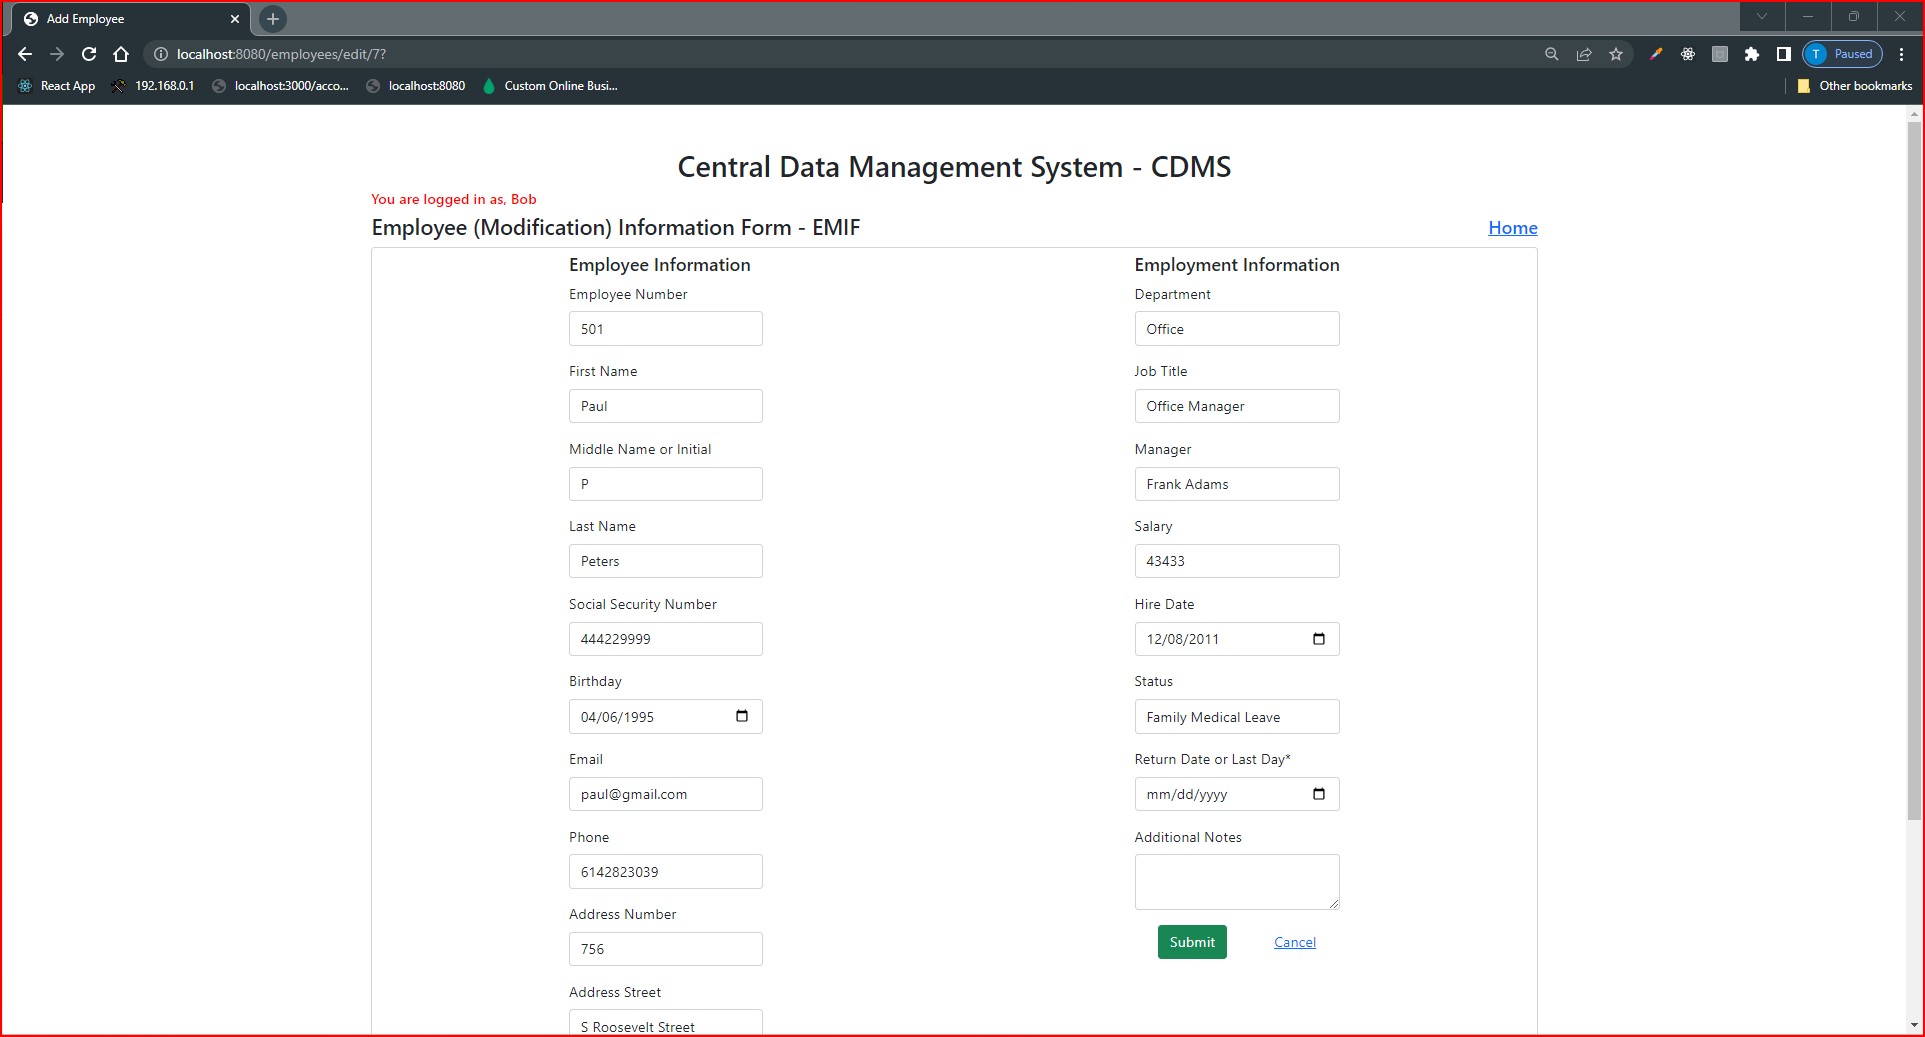 Add Employee
localhost:8080/employees/edit/7?
T Paused
React App
192.168.0.1
localhost:3000/acco...
localhost:8080
Custom Online Busi...
Other bookmarks
Central Data Management System - CDMS
You are logged in as, Bob
Employee (Modification) Information Form - EMIF
Home
Employee Information
Employee Number
501
First Name
Paul
Middle Name or Initial
P
Last Name
Peters
Social Security Number
444229999
Birthday
04/06/1995
Email
paul@gmail.com
Phone
6142823039
Address Number
756
Address Street
S Roosevelt Street
Employment Information
Department
Office
Job Title
Office Manager
Manager
Frank Adams
Salary
43433
Hire Date
12/08/2011
Status
Family Medical Leave
Return Date or Last Day*
mm/dd/yyyy
Additional Notes
Submit
Cancel